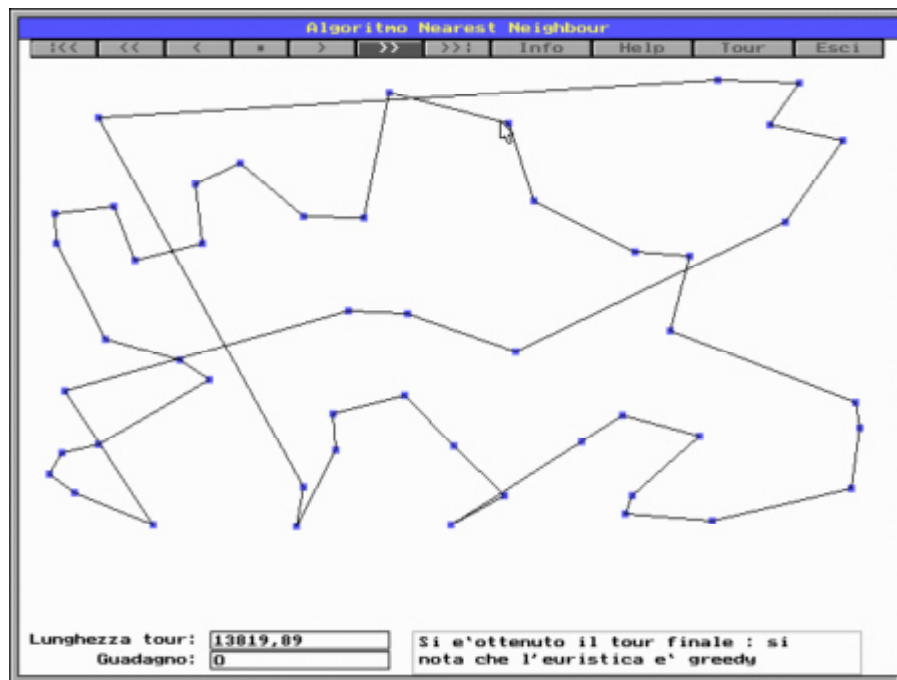 Algoritmo Nearest Neighbour
¦<< << < ▪ > >> >>¦ Info Help Tour Esci
Lunghezza tour: 13819,89
Guadagno: 0
Si e'ottenuto il tour finale : si
nota che l'euristica e' greedy